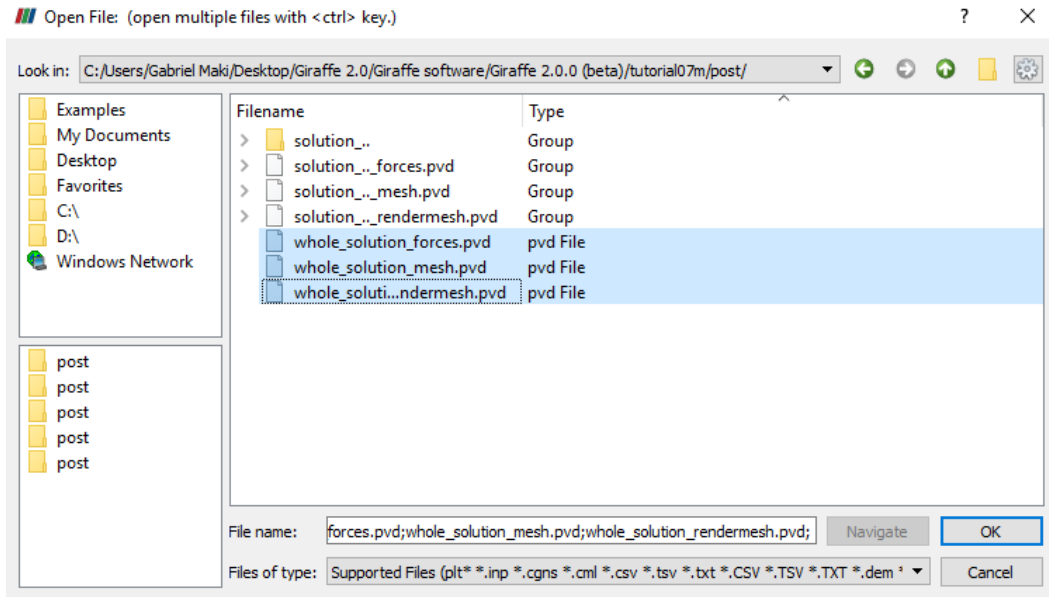 Open File: (open multiple files with <ctrl> key.)
?
Look in: C:/Users/Gabriel Maki/Desktop/Giraffe 2.0/Giraffe software/Giraffe 2.0.0 (beta)/tutorial07m/post/
Examples
My Documents
Desktop
Favorites
C:\
D:\
Windows Network
post
post
post
post
post
Filename Type
solution_.. Group
solution_.._forces.pvd Group
solution_.._mesh.pvd Group
solution_.._rendermesh.pvd Group
whole_solution_forces.pvd pvd File
whole_solution_mesh.pvd pvd File
whole_soluti...ndermesh.pvd pvd File
File name: forces.pvd;whole_solution_mesh.pvd;whole_solution_rendermesh.pvd; Navigate OK
Files of type: Supported Files (plt* *.inp *.cgns *.cml *.csv *.tsv *.txt *.CSV *.TSV *.TXT *.dem * Cancel